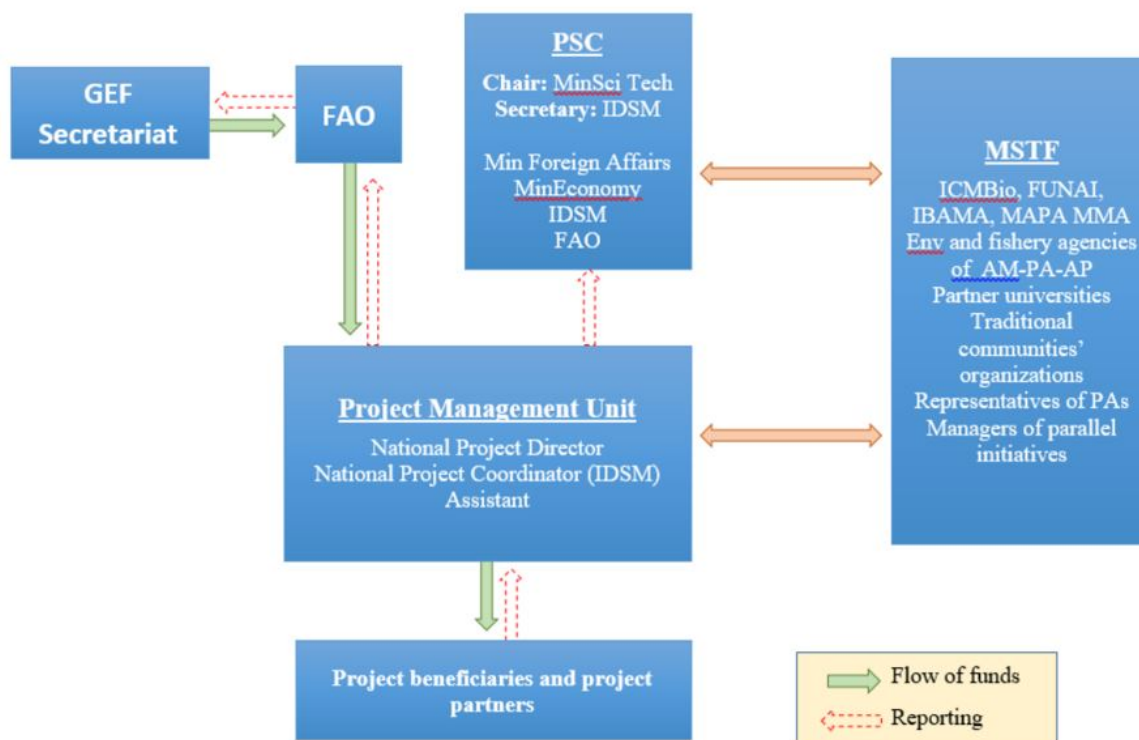 GEF
Secretariat
FAO
PSC
Chair: MinSci Tech
Secretary: IDSM
Min Foreign Affairs
MinEconomy
IDSM
FAO
MSTF
ICMBio, FUNAI,
IBAMA, MAPA MMA
Env and fishery agencies
of AM-PA-AP
Partner universities
Traditional
communities’
organizations
Representatives of PAs
Managers of parallel
initiatives
Project Management Unit
National Project Director
National Project Coordinator (IDSM)
Assistant
Project beneficiaries and project
partners
Flow of funds
Reporting